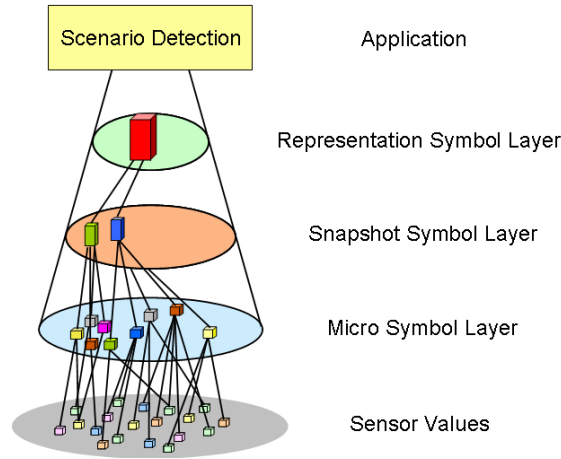 Scenario Detection
Application
Representation Symbol Layer
Snapshot Symbol Layer
Micro Symbol Layer
Sensor Values